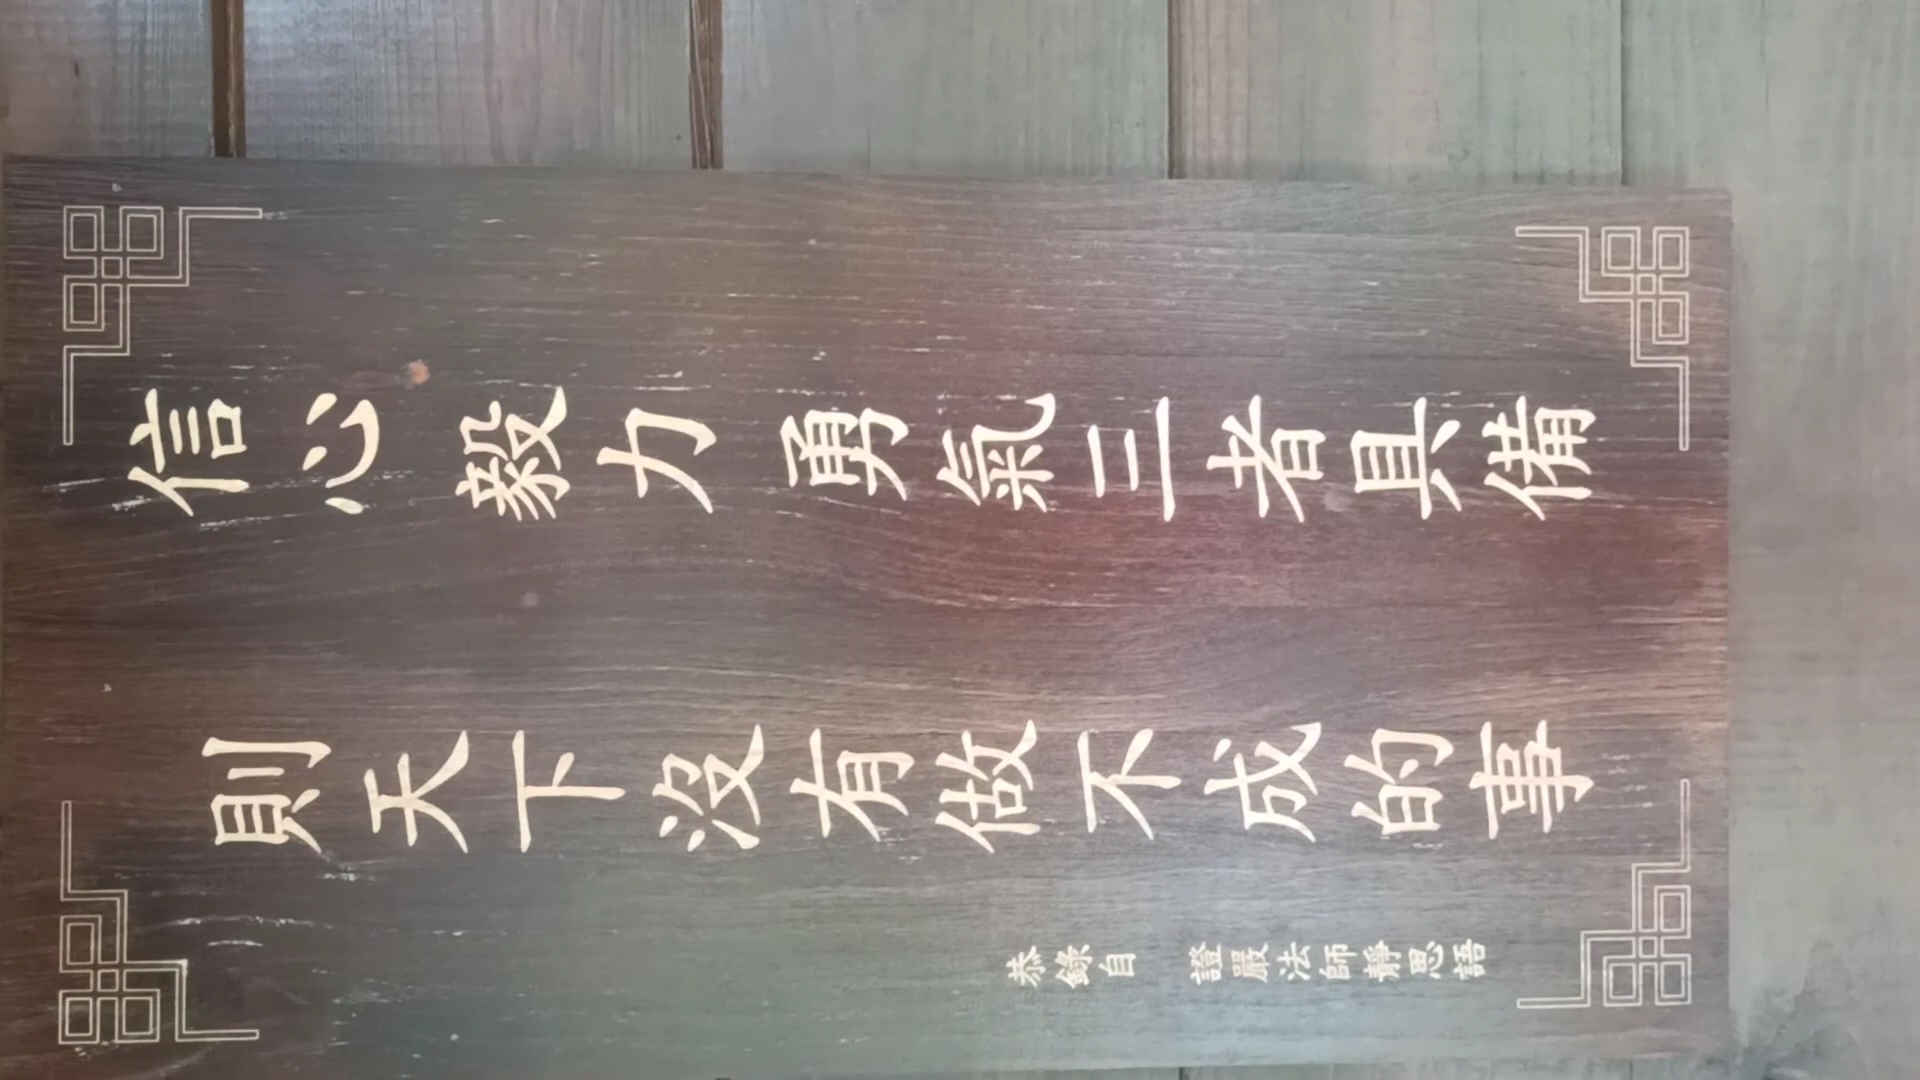 信心毅力勇氣三者具備
則天下沒有做不成的事
恭錄自 證嚴法師靜思語